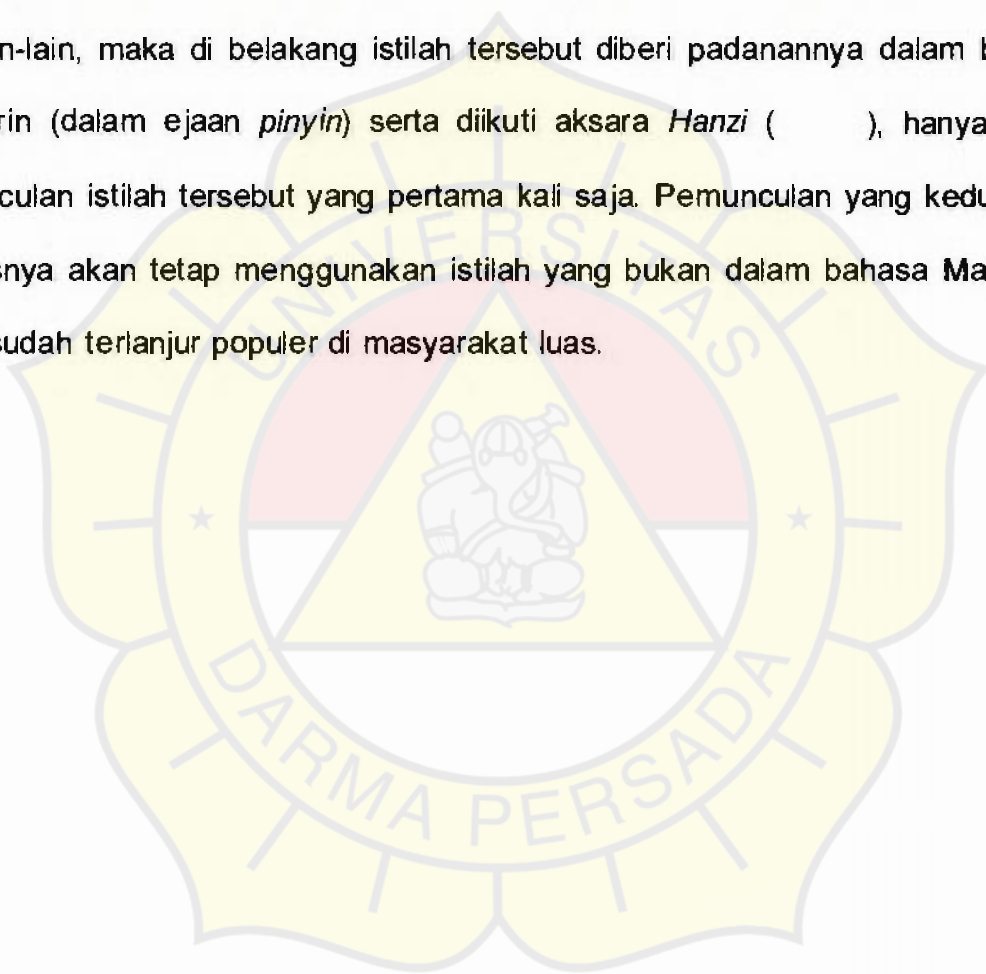 n-lain, maka di belakang istilah tersebut diberi padanannya dalam b
rin (dalam ejaan pinyin) serta diikuti aksara Hanzi ( ), hanya
culan istilah tersebut yang pertama kali saja. Pemunculan yang kedu
snya akan tetap menggunakan istilah yang bukan dalam bahasa Ma
sudah terlanjur populer di masyarakat luas.
UNIVERSITAS
DARMA PERSADA